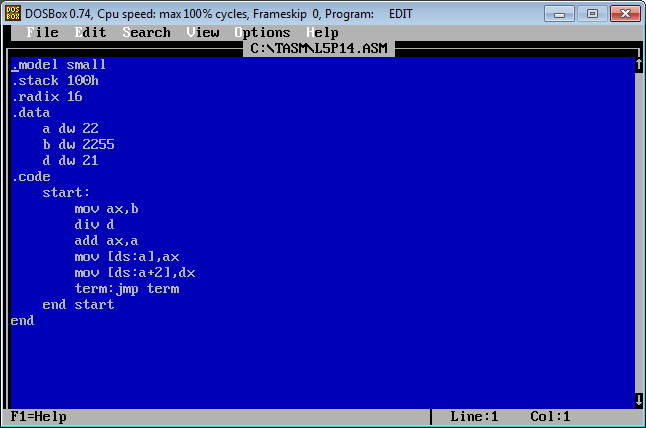 DOS BOX DOSBox 0.74, Cpu speed: max 100% cycles, Frameskip 0, Program: EDIT
File Edit Search View Options Help
C:\TASM\L5P14.ASM
.model small
.stack 100h
.radix 16
.data
    a dw 22
    b dw 2255
    d dw 21
.code
    start:
        mov ax,b
        div d
        add ax,a
        mov [ds:a],ax
        mov [ds:a+2],dx
        term:jmp term
    end start
end
F1=Help Line:1 Col:1